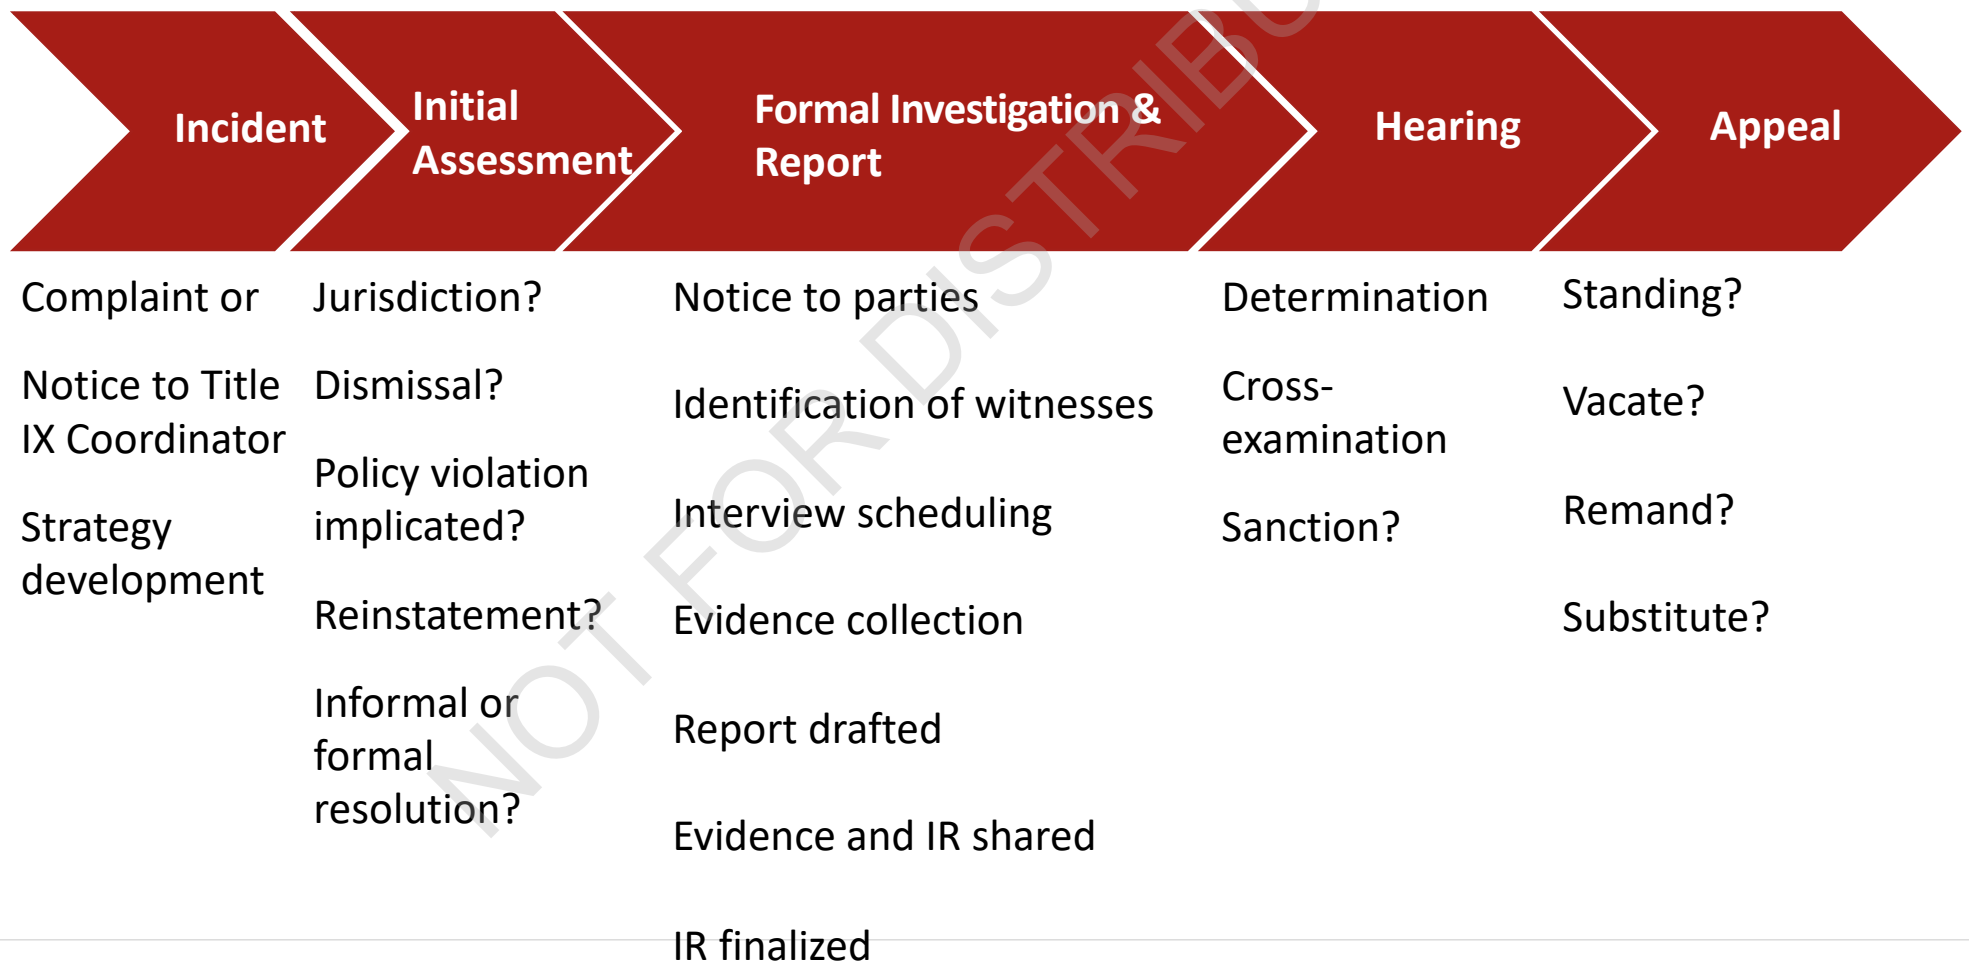 Incident
Initial
Assessment
Formal Investigation &
Report
Hearing
Appeal
Complaint or
Notice to Title
IX Coordinator
Strategy
development
Jurisdiction?
Dismissal?
Policy violation
implicated?
Reinstatement?
Informal or
formal
resolution?
Notice to parties
Identification of witnesses
Interview scheduling
Evidence collection
Report drafted
Evidence and IR shared
IR finalized
Determination
Cross-
examination
Sanction?
Standing?
Vacate?
Remand?
Substitute?
NOT FOR DISTRIBU